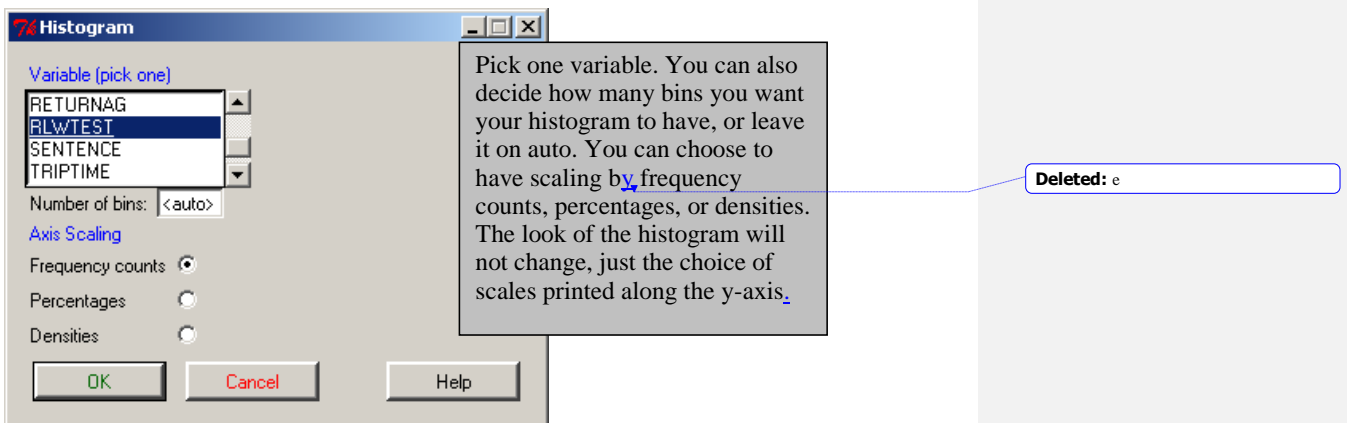 Histogram
Variable (pick one)
RETURNAG
RLWTEST
SENTENCE
TRIPTIME
Number of bins: <auto>
Axis Scaling
Frequency counts
Percentages
Densities
OK Cancel Help
Pick one variable. You can also
decide how many bins you want
your histogram to have, or leave
it on auto. You can choose to
have scaling by frequency
counts, percentages, or densities.
The look of the histogram will
not change, just the choice of
scales printed along the y-axis.
Deleted: e